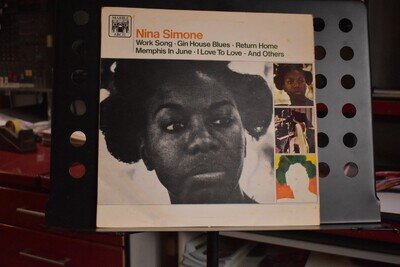 Nina Simone
Work Song · Gin House Blues · Return Home
Memphis In June · I Love To Love - And Others